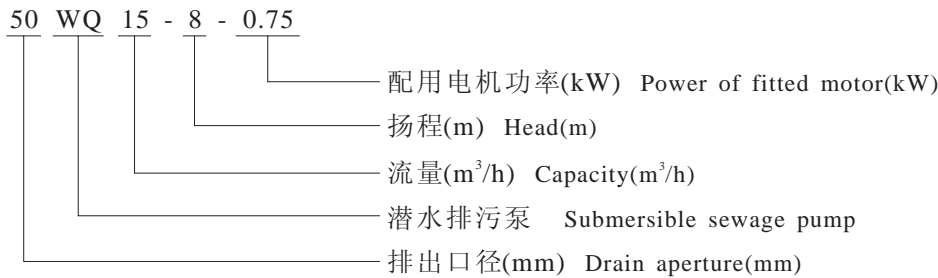 50 WQ 15 - 8 - 0.75
配用电机功率(kW) Power of fitted motor(kW)
扬程(m) Head(m)
流量(m³/h) Capacity(m³/h)
潜水排污泵 Submersible sewage pump
排出口径(mm) Drain aperture(mm)